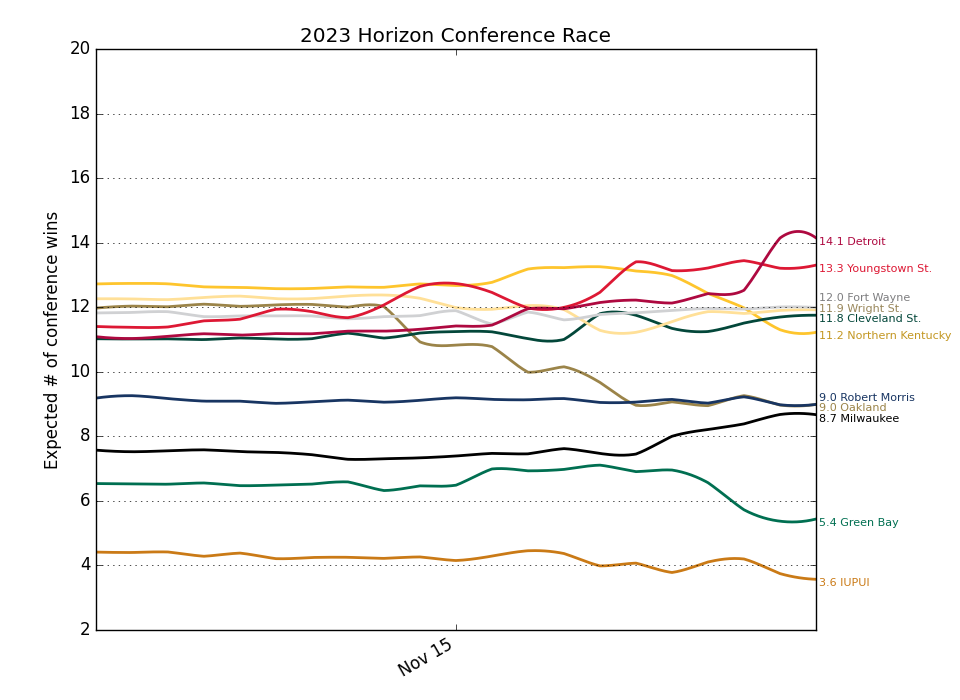 2023 Horizon Conference Race
Expected # of conference wins
20
18
16
14
12
10
8
6
4
2
Nov 15
14.1 Detroit
13.3 Youngstown St.
12.0 Fort Wayne
11.9 Wright St.
11.8 Cleveland St.
11.2 Northern Kentucky
9.0 Robert Morris
9.0 Oakland
8.7 Milwaukee
5.4 Green Bay
3.6 IUPUI